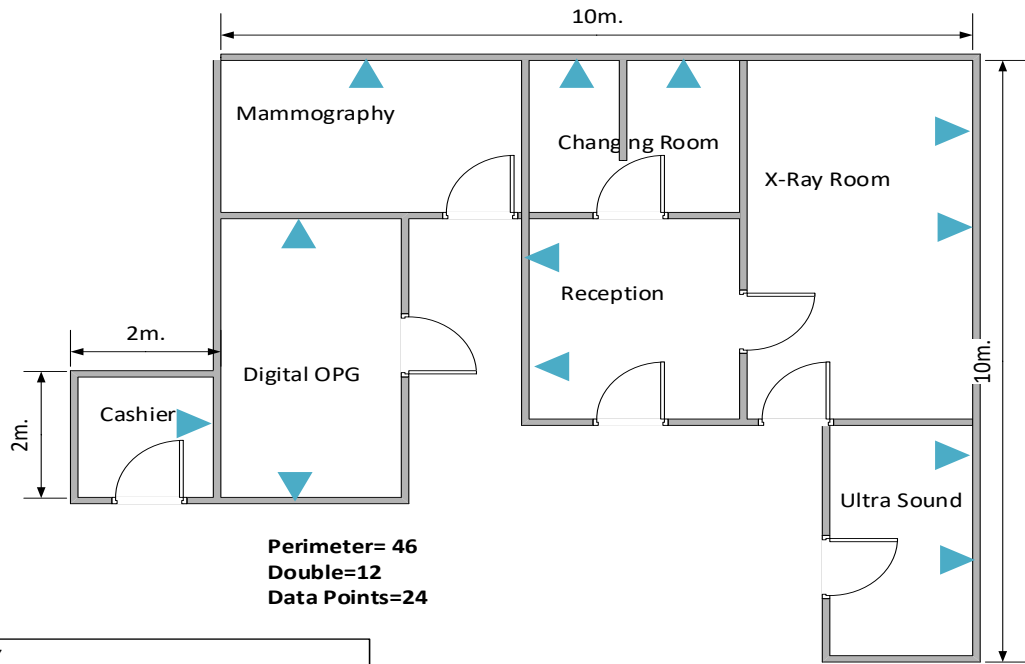 10m.
Mammography
Changing Room
X-Ray Room
Reception
10m.
2m.
Digital OPG
Cashier
2m.
Ultra Sound
Perimeter= 46
Double=12
Data Points=24